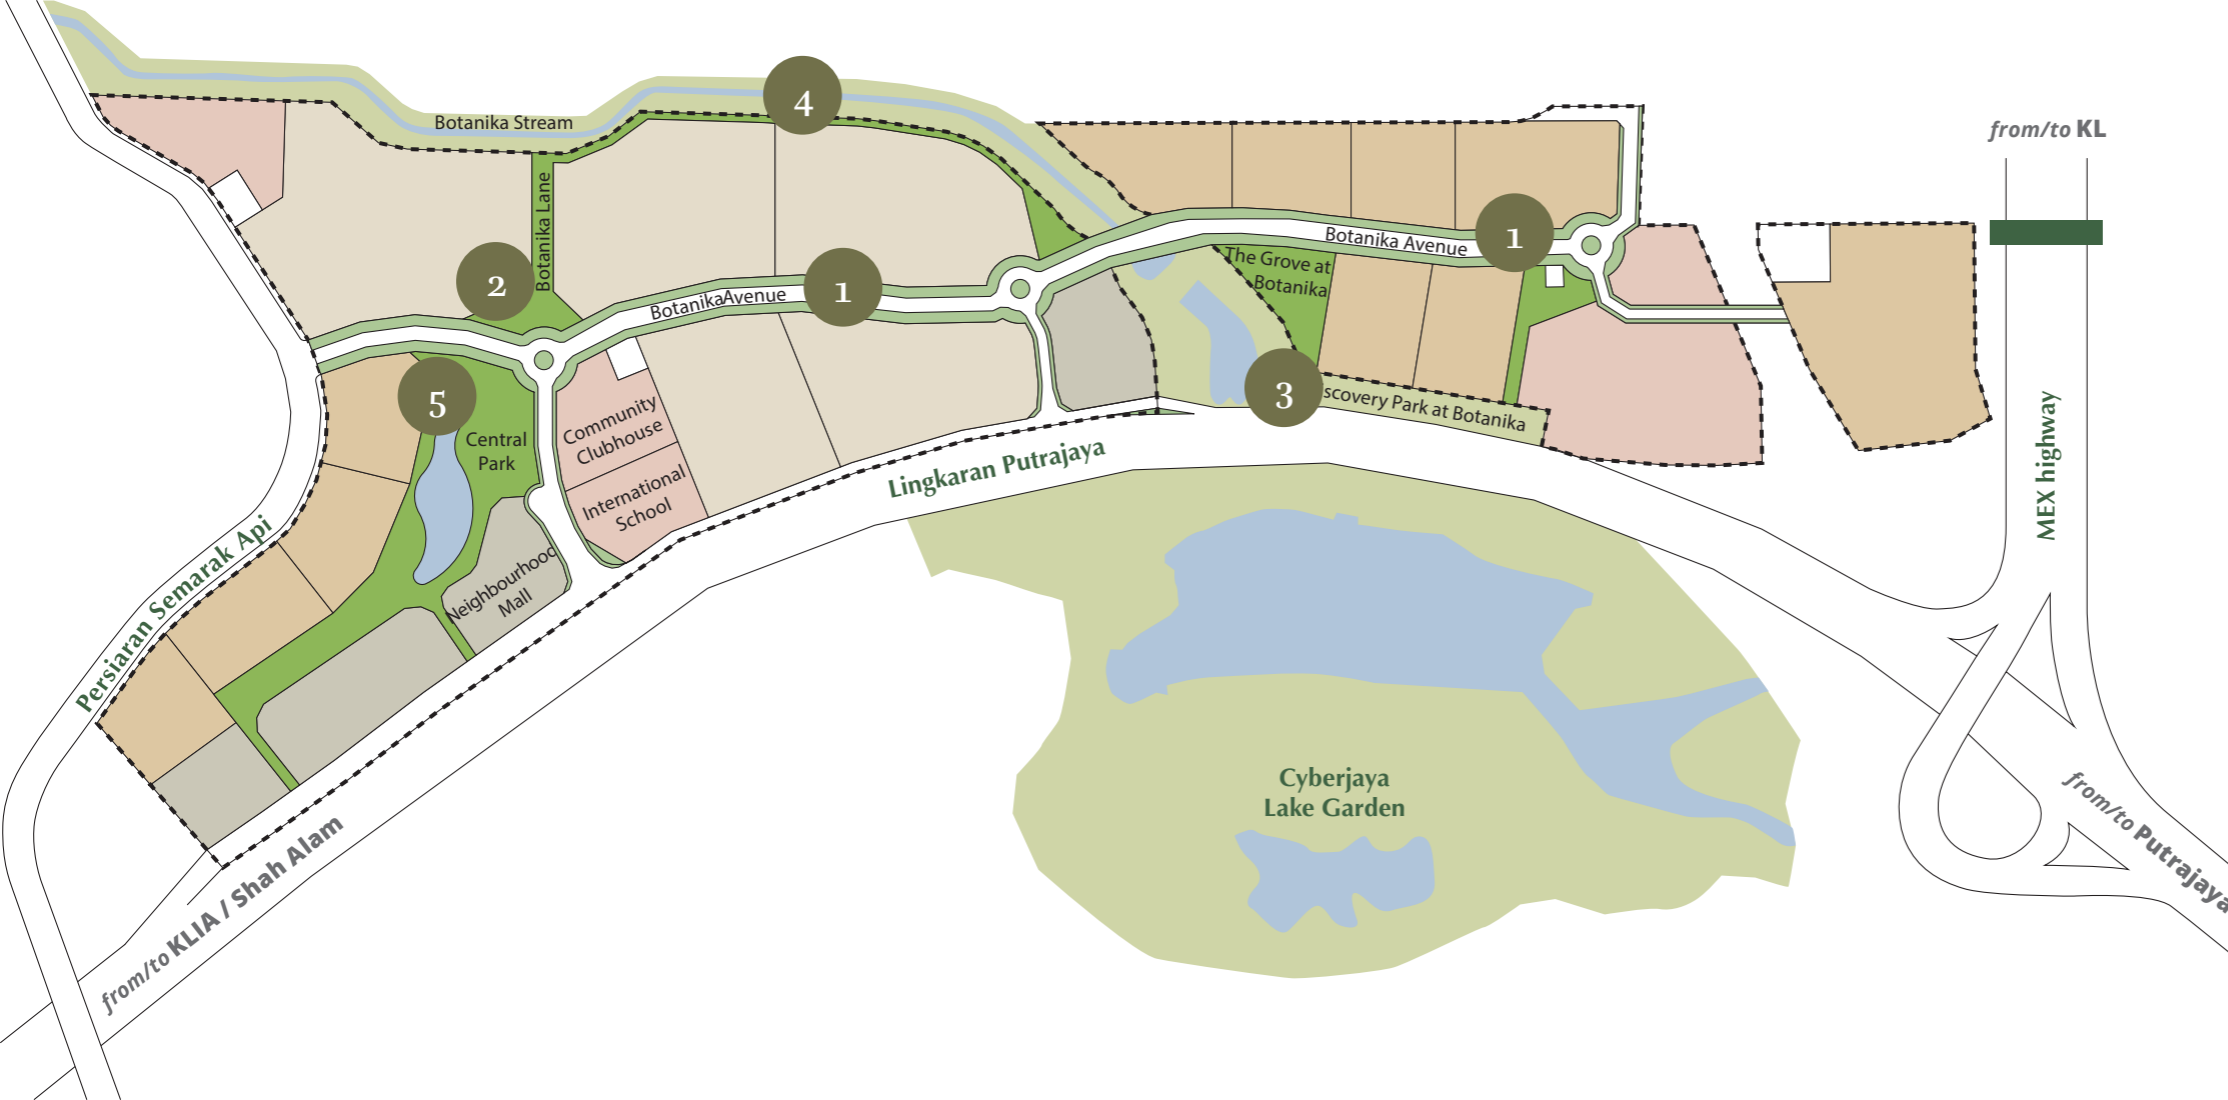 4
Botanika Stream
from/to KL
Botanika Lane
1
Botanika Avenue
The Grove at
Botanika
2
BotanikaAvenue
1
3
scovery Park at Botanika
5
Central
Park
Community
Clubhouse
International
School
Lingkaran Putrajaya
MEX highway
Persiaran Semarak Api
Neighbourhood
Mall
Cyberjaya
Lake Garden
from/to KLIA / Shah Alam
from/to Putrajaya